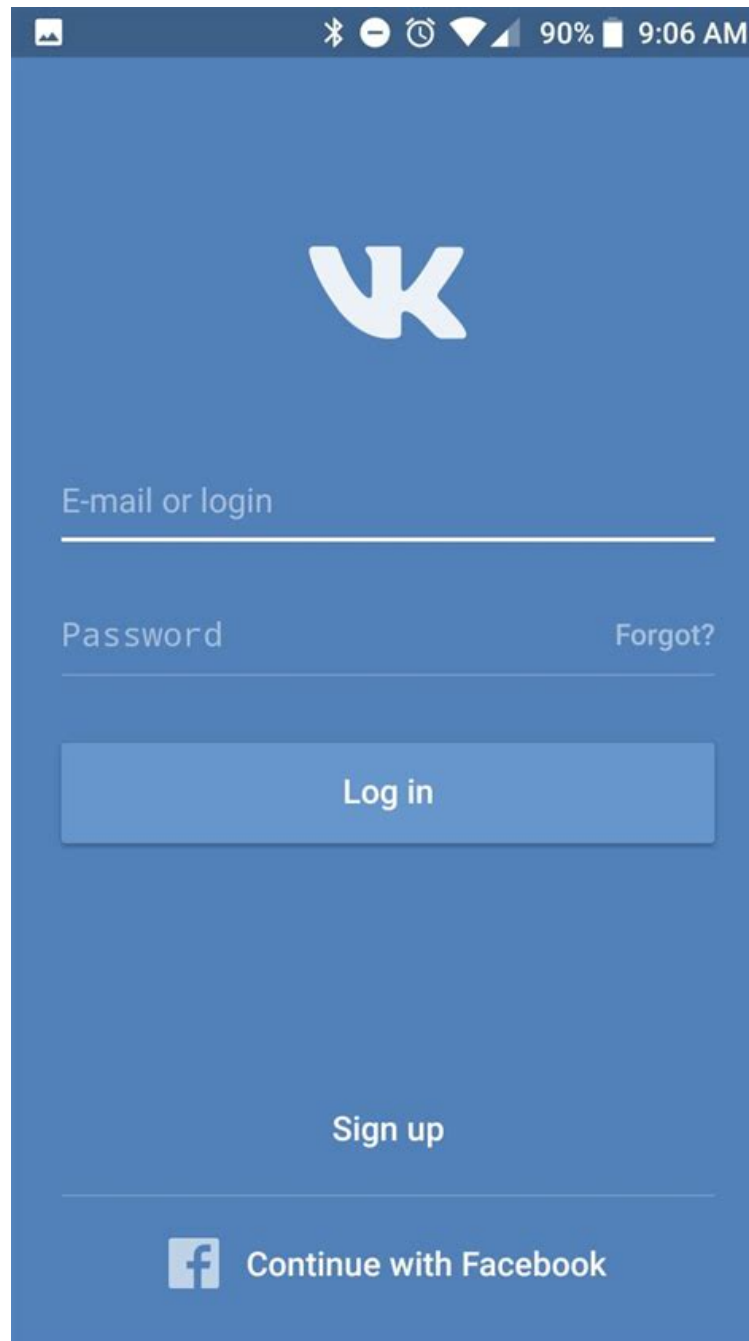 90% 9:06 AM
VK
E-mail or login
Password Forgot?
Log in
Sign up
f Continue with Facebook